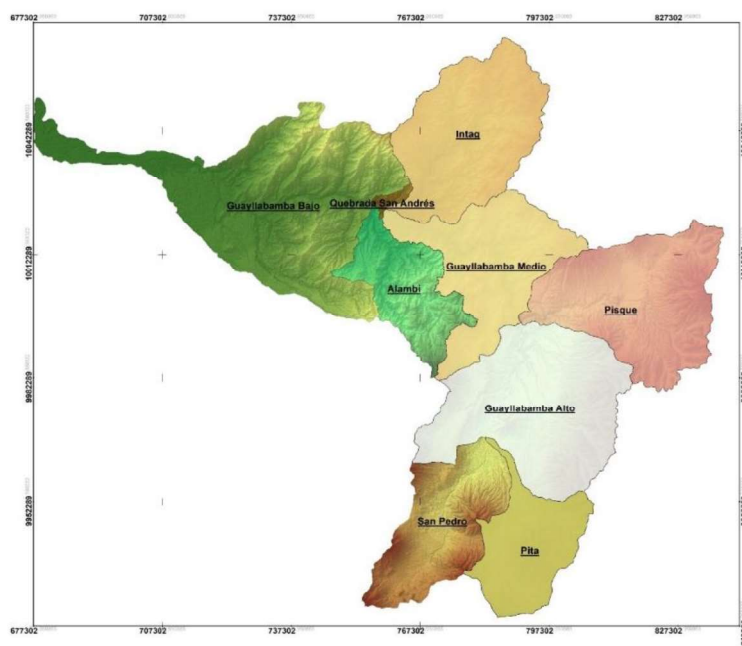 677302 707302 737302 767302 797302 827302
10042289
Intag
Guayllabamba Bajo
Quebrada San Andrés
10012289
Guayllabamba Medio
Alambi
Pisque
9982289
Guayllabamba Alto
9952289
San Pedro
Pita
677302 707302 737302 767302 797302 827302